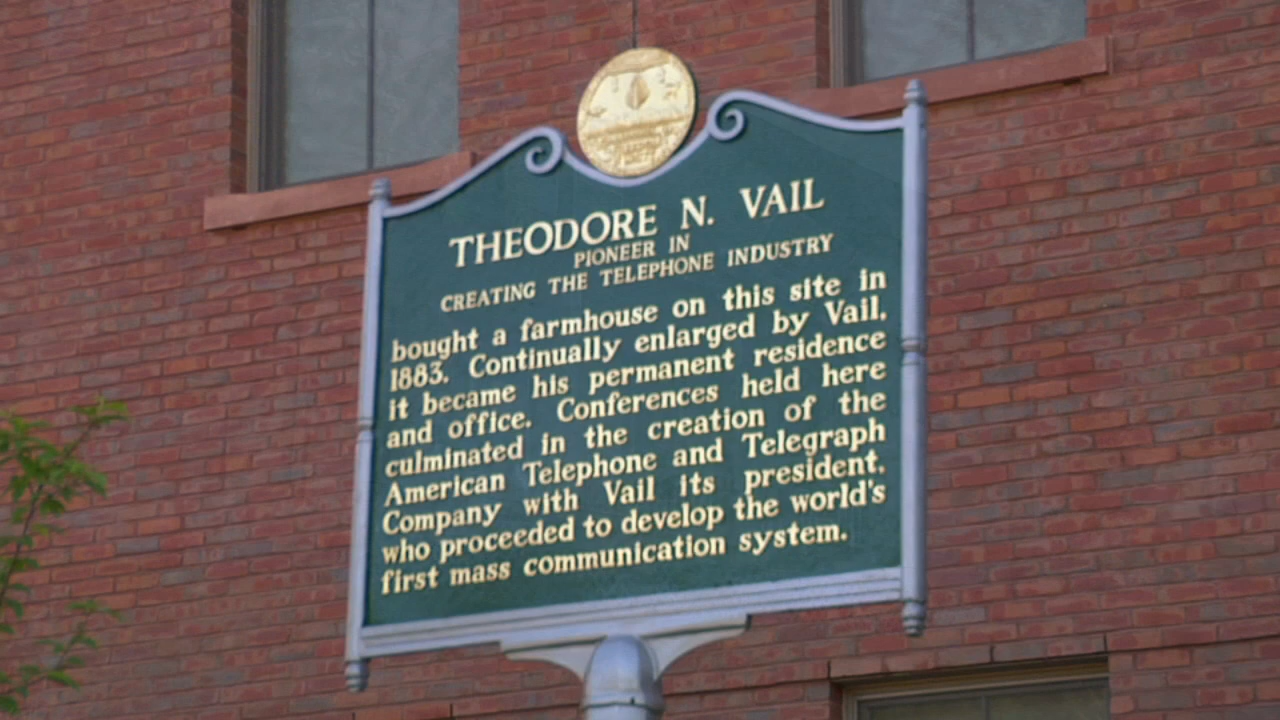 THEODORE N. VAIL
PIONEER IN
CREATING THE TELEPHONE INDUSTRY
bought a farmhouse on this site in
1883. Continually enlarged by Vail,
it became his permanent residence
and office. Conferences held here
culminated in the creation of the
American Telephone and Telegraph
Company with Vail its president,
who proceeded to develop the world's
first mass communication system.